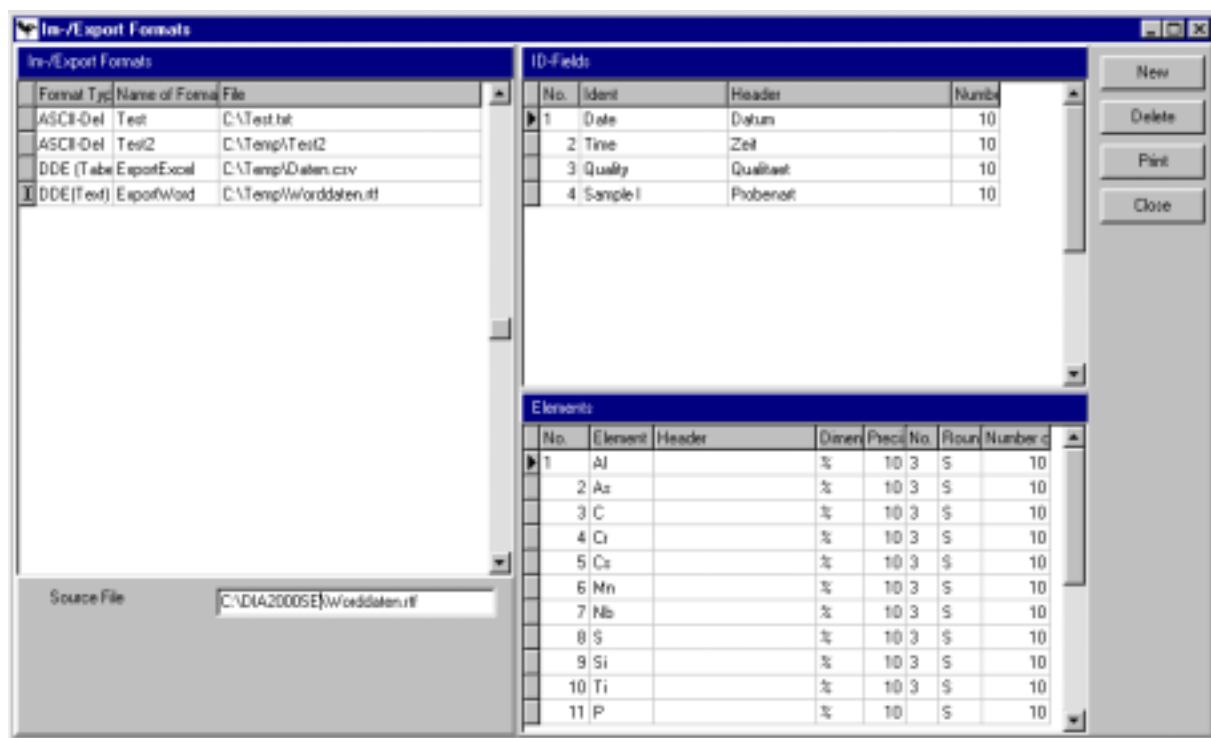 Im-/Export Formats
Im-/Export Formats
Format Typ Name of Forma File
ASCII-Del Test C:\Test.txt
ASCII-Del Test2 C:\Temp\Test2
DDE (Tabe ExportExcel C:\Temp\Daten.csv
DDE(Text) ExportWord C:\Temp\Worddaten.rtf
Source File C:\DIA2000SE\Worddaten.rtf
ID-Fields
No. Ident Header Numbe
1 Date Datum 10
2 Time Zeit 10
3 Quality Qualitaet 10
4 Sample I Probenart 10
Elements
No. Element Header Dimen Preci No. Roun Number o
1 Al % 10 3 S 10
2 As % 10 3 S 10
3 C % 10 3 S 10
4 Cr % 10 3 S 10
5 Cs % 10 3 S 10
6 Mn % 10 3 S 10
7 Nb % 10 3 S 10
8 S % 10 3 S 10
9 Si % 10 3 S 10
10 Ti % 10 3 S 10
11 P % 10 S 10
New
Delete
Print
Close